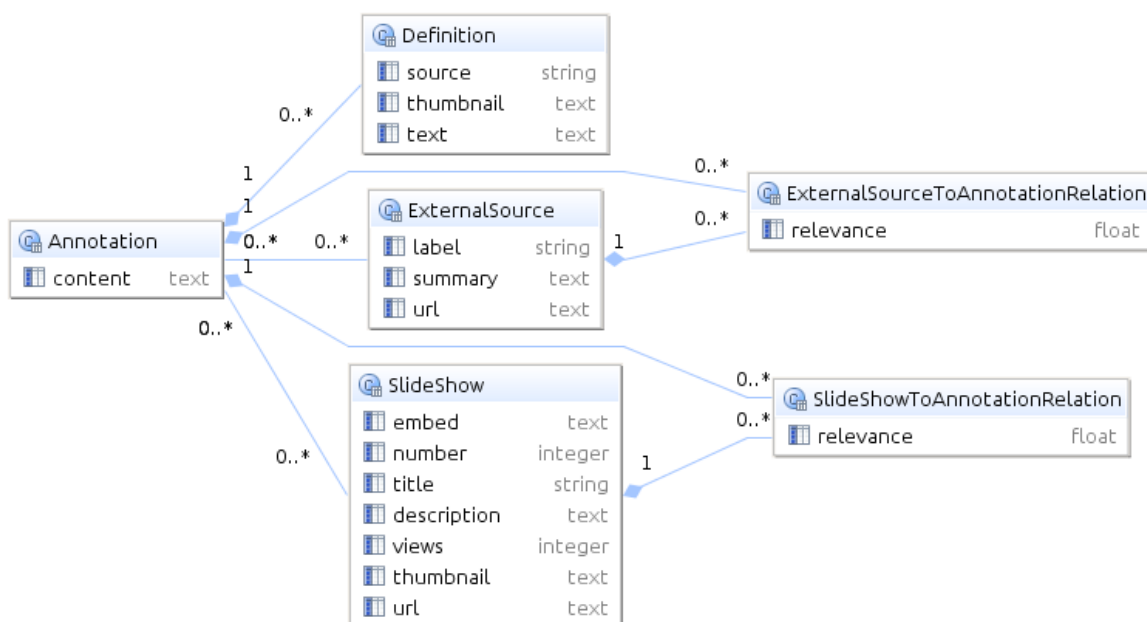 Definition
source string
thumbnail text
text text
0..*
1
1
0..*
0..*
1
Annotation
content text
0..*
ExternalSource
label string
summary text
url text
1
0..*
0..*
ExternalSourceToAnnotationRelation
relevance float
SlideShow
embed text
number integer
title string
description text
views integer
thumbnail text
url text
0..*
1
0..*
0..*
SlideShowToAnnotationRelation
relevance float